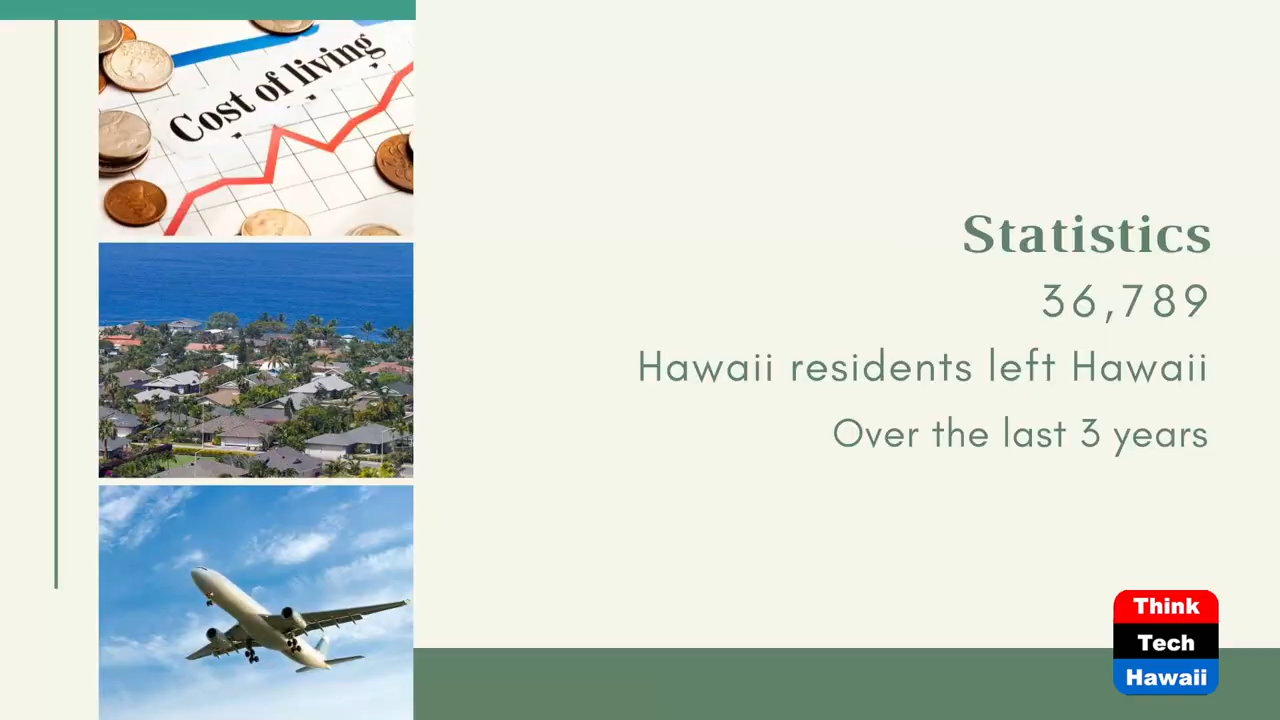 Cost of living
Statistics
36,789
Hawaii residents left Hawaii
Over the last 3 years
Think
Tech
Hawaii